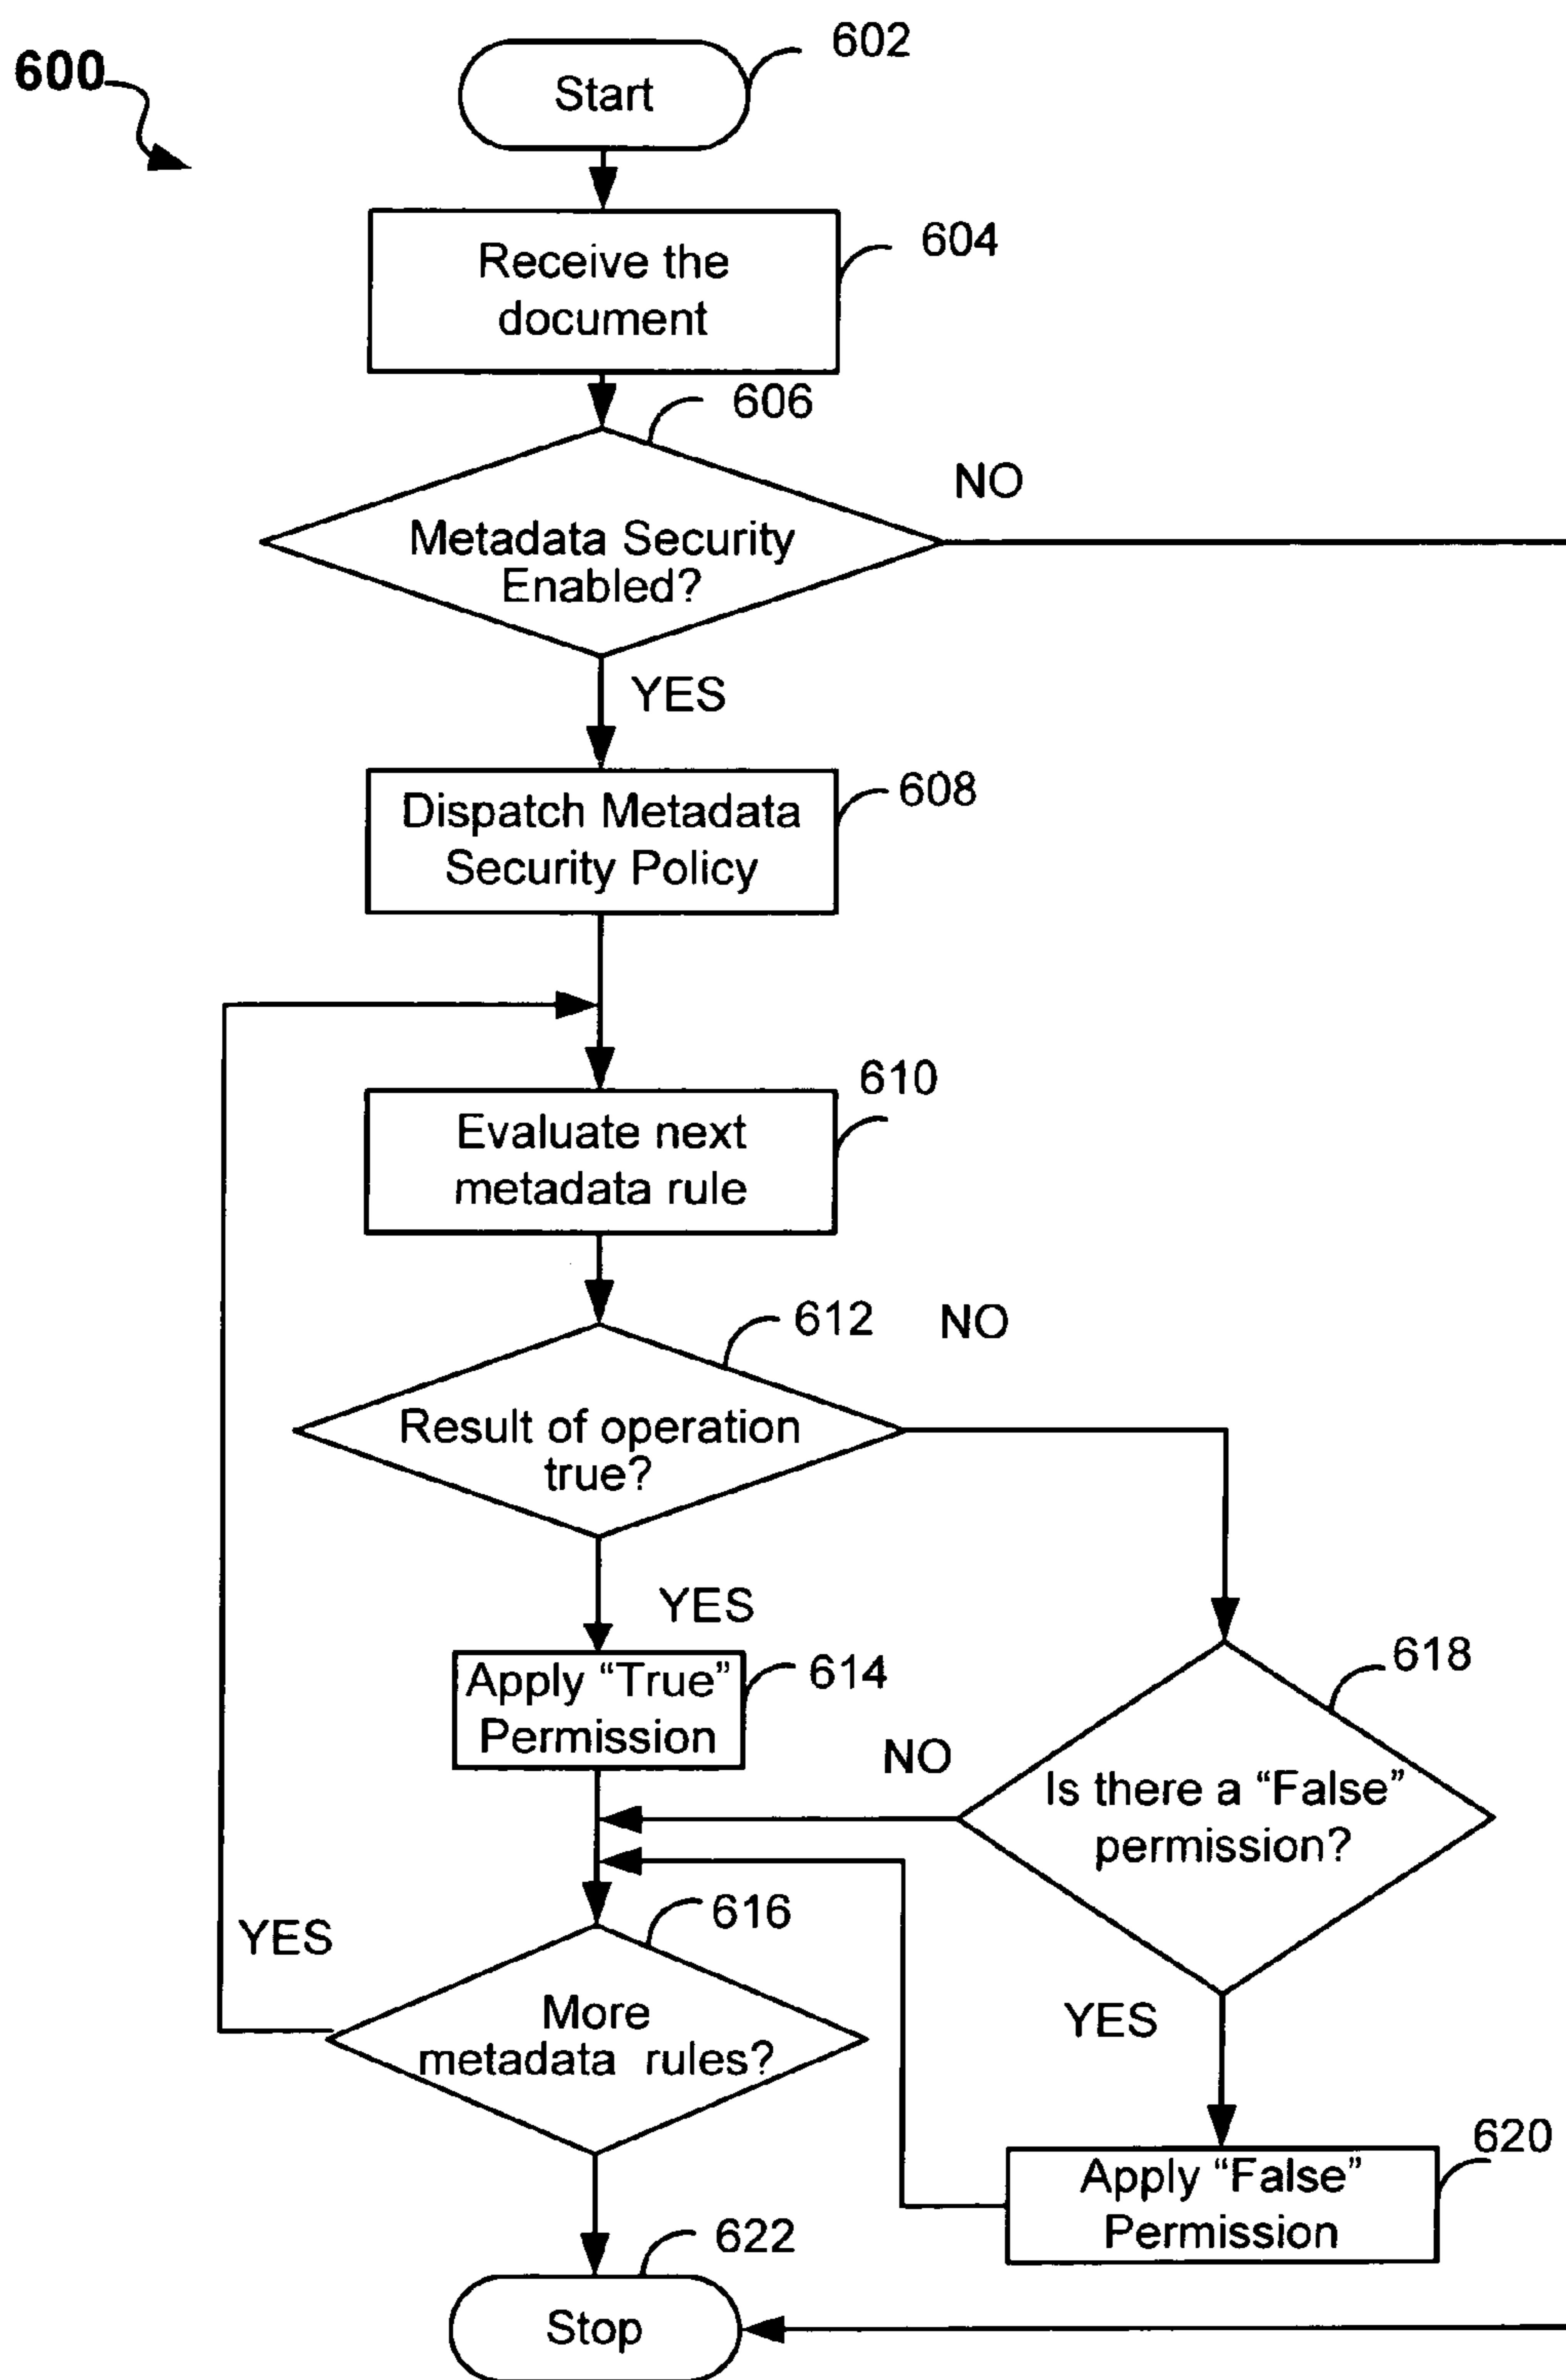 600
602
Start
604
Receive the
document
606
NO
Metadata Security
Enabled?
YES
608
Dispatch Metadata
Security Policy
610
Evaluate next
metadata rule
612
NO
Result of operation
true?
YES
618
Apply “True”
Permission
614
NO
Is there a “False”
permission?
616
YES
More
metadata rules?
YES
620
Apply “False”
Permission
622
Stop